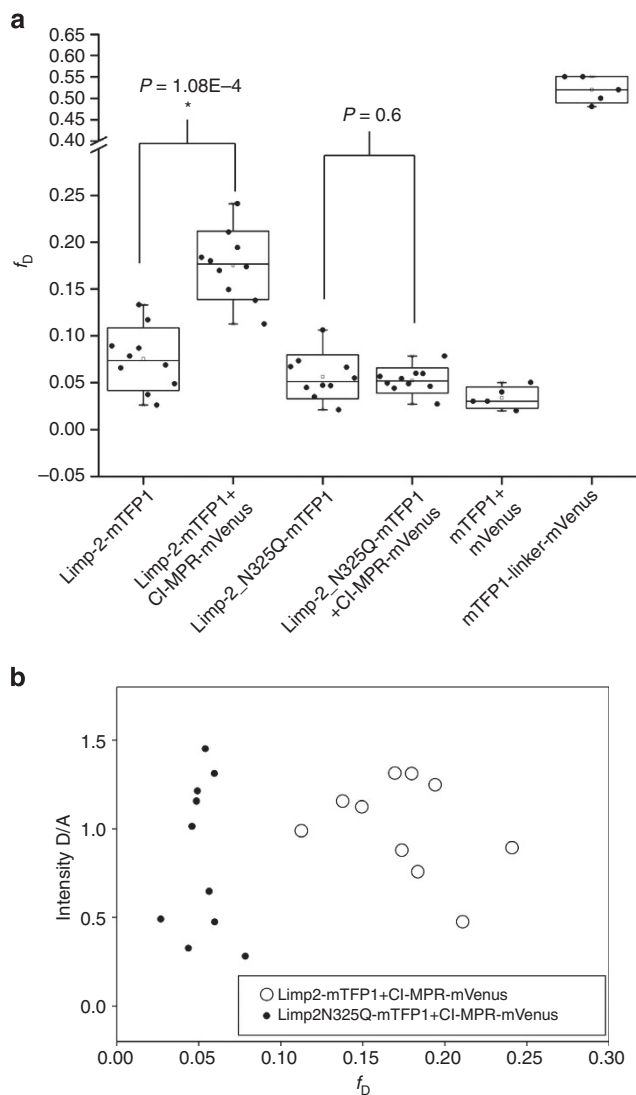 a
0.65
0.60
0.55
0.50
0.45
0.40
0.25
0.20
0.15
0.10
0.05
0.00
−0.05
fD
P = 1.08E−4
*
P = 0.6
Limp-2-mTFP1
Limp-2-mTFP1+
CI-MPR-mVenus
Limp-2_N325Q-mTFP1
Limp-2_N325Q-mTFP1
+CI-MPR-mVenus
mTFP1+
mVenus
mTFP1-linker-mVenus
b
1.5
1.0
0.5
0.0
Intensity D/A
Limp2-mTFP1+CI-MPR-mVenus
Limp2N325Q-mTFP1+CI-MPR-mVenus
0.00 0.05 0.10 0.15 0.20 0.25 0.30
fD